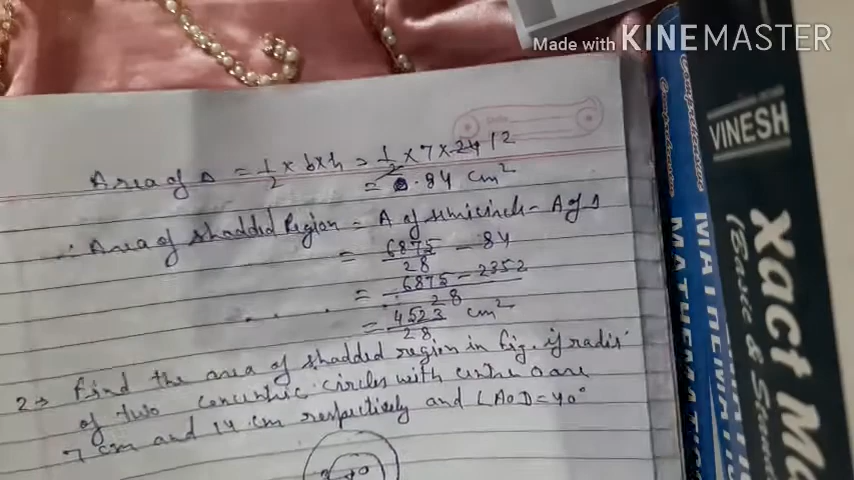 Made with KINEMASTER
Area of Δ = 1/2 × b×h = 1/2 × 7 × 24 12
= 84 cm²
∴ Area of shadded Region = A of semicircle - A of Δ
= 6875/28 - 84
= 6875 - 2352/28
= 4523/28 cm²
2→ Find the area of shadded region in fig. if radis
of two concentric circles with centre o are
7 cm and 14 cm respectively and ∠AOD = 40°
VINESH
Xact Ma
(Basic & Stand